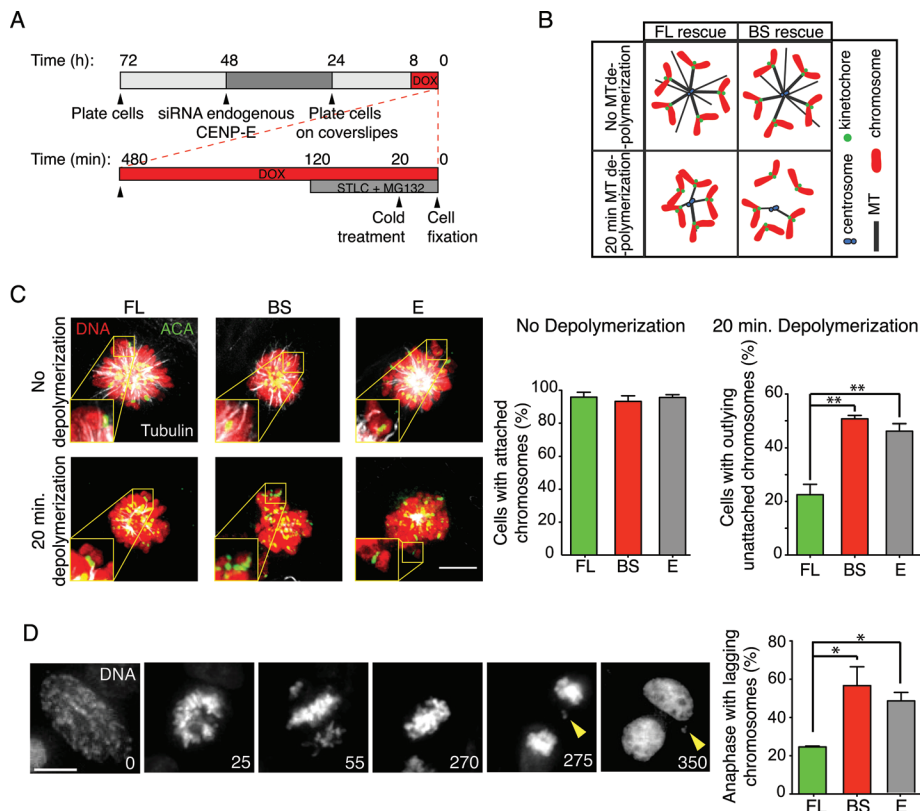 A
Time (h):
72 48 24 8 0
DOX
Plate cells
siRNA endogenous
CENP-E
Plate cells
on coverslipes
Time (min):
480 120 20 0
DOX
STLC + MG132
Cold
treatment
Cell
fixation
B
FL rescue BS rescue
No MTde-
-polymerization
20 min MT de-
-polymerization
kinetochore
chromosome
centrosome
MT
C
FL BS E
No
depolymerization
DNA ACA
Tubulin
20 min.
depolymerization
No Depolymerization
Cells with attached
chromosomes (%)
100
80
60
40
20
0
FL BS E
20 min. Depolymerization
Cells with outlying
unattached chromosomes (%)
60
40
20
0
**
**
FL BS E
D
DNA
0 25 55 270 275 350
Anaphase with lagging
chromosomes (%)
80
60
40
20
0
*
*
FL BS E